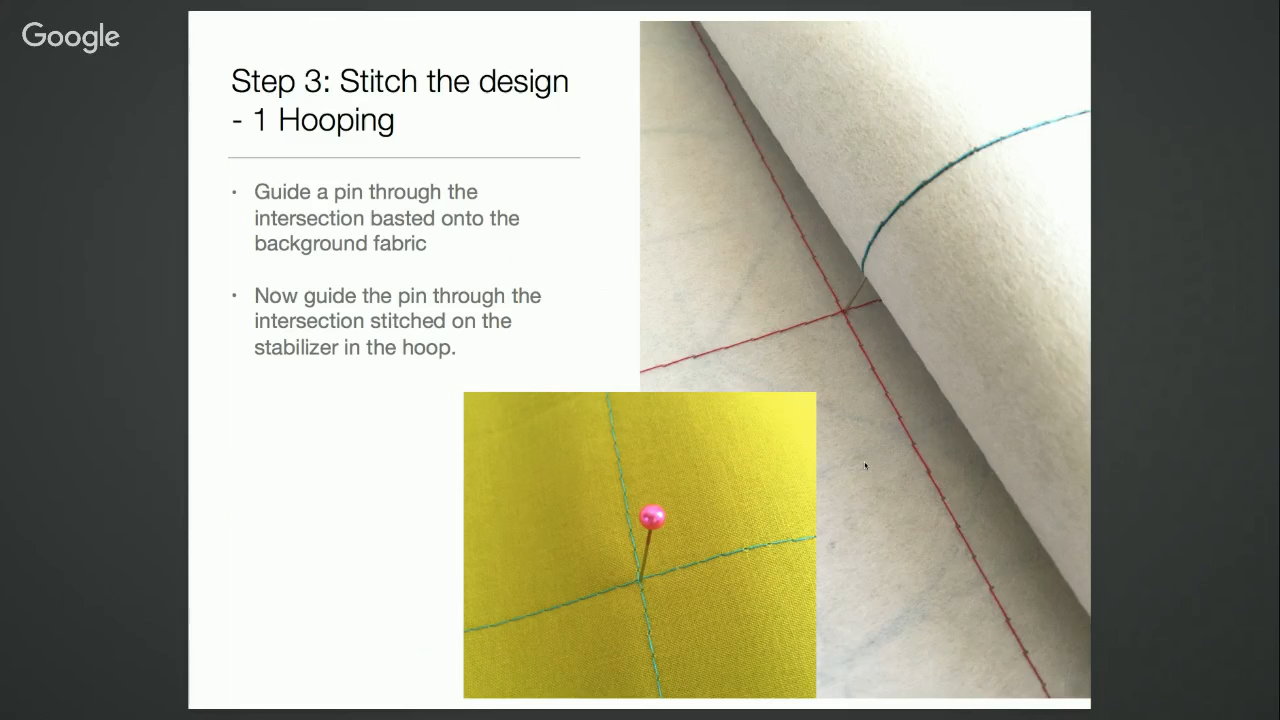 Google
Step 3: Stitch the design
- 1 Hooping
• Guide a pin through the
intersection basted onto the
background fabric
• Now guide the pin through the
intersection stitched on the
stabilizer in the hoop.